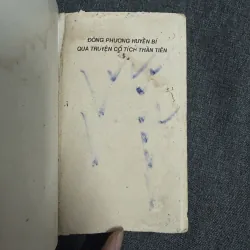 ĐÔNG PHƯƠNG HUYỀN BÍ
QUA TRUYỆN CỔ TÍCH THẦN TIÊN